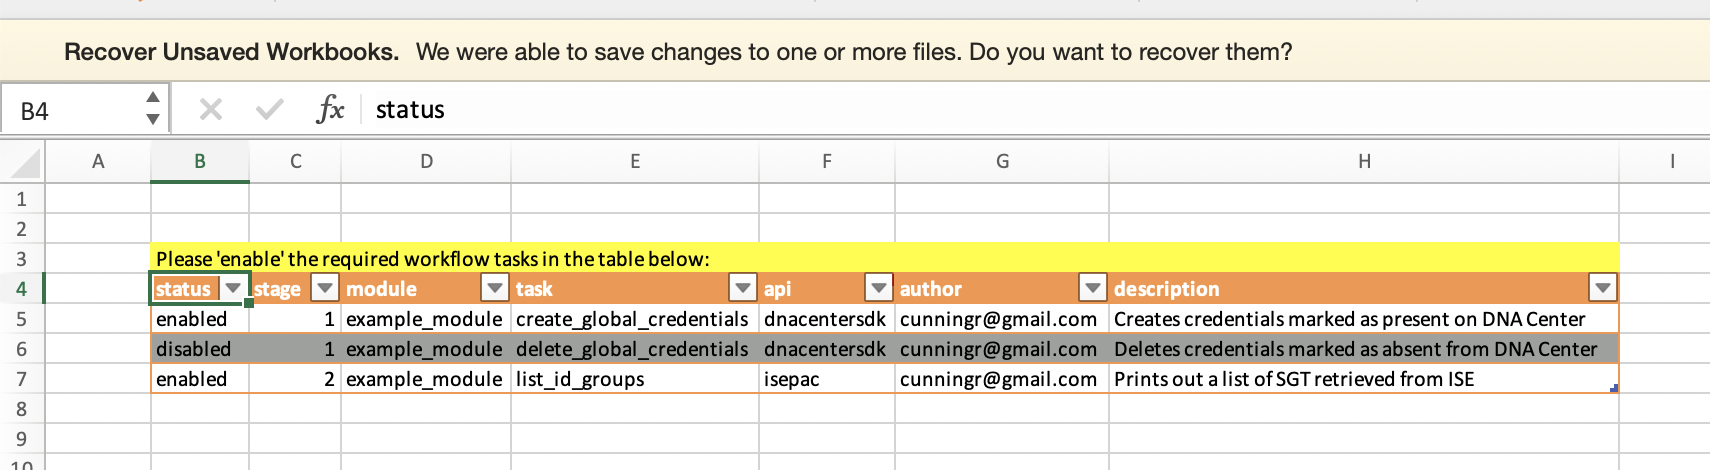 Recover Unsaved Workbooks. We were able to save changes to one or more files. Do you want to recover them?
B4 fx status
A B C D E F G H I
1
2
3 Please 'enable' the required workflow tasks in the table below:
4 status stage module task api author description
5 enabled 1 example_module create_global_credentials dnacentersdk cunningr@gmail.com Creates credentials marked as present on DNA Center
6 disabled 1 example_module delete_global_credentials dnacentersdk cunningr@gmail.com Deletes credentials marked as absent from DNA Center
7 enabled 2 example_module list_id_groups isepac cunningr@gmail.com Prints out a list of SGT retrieved from ISE
8
9
10